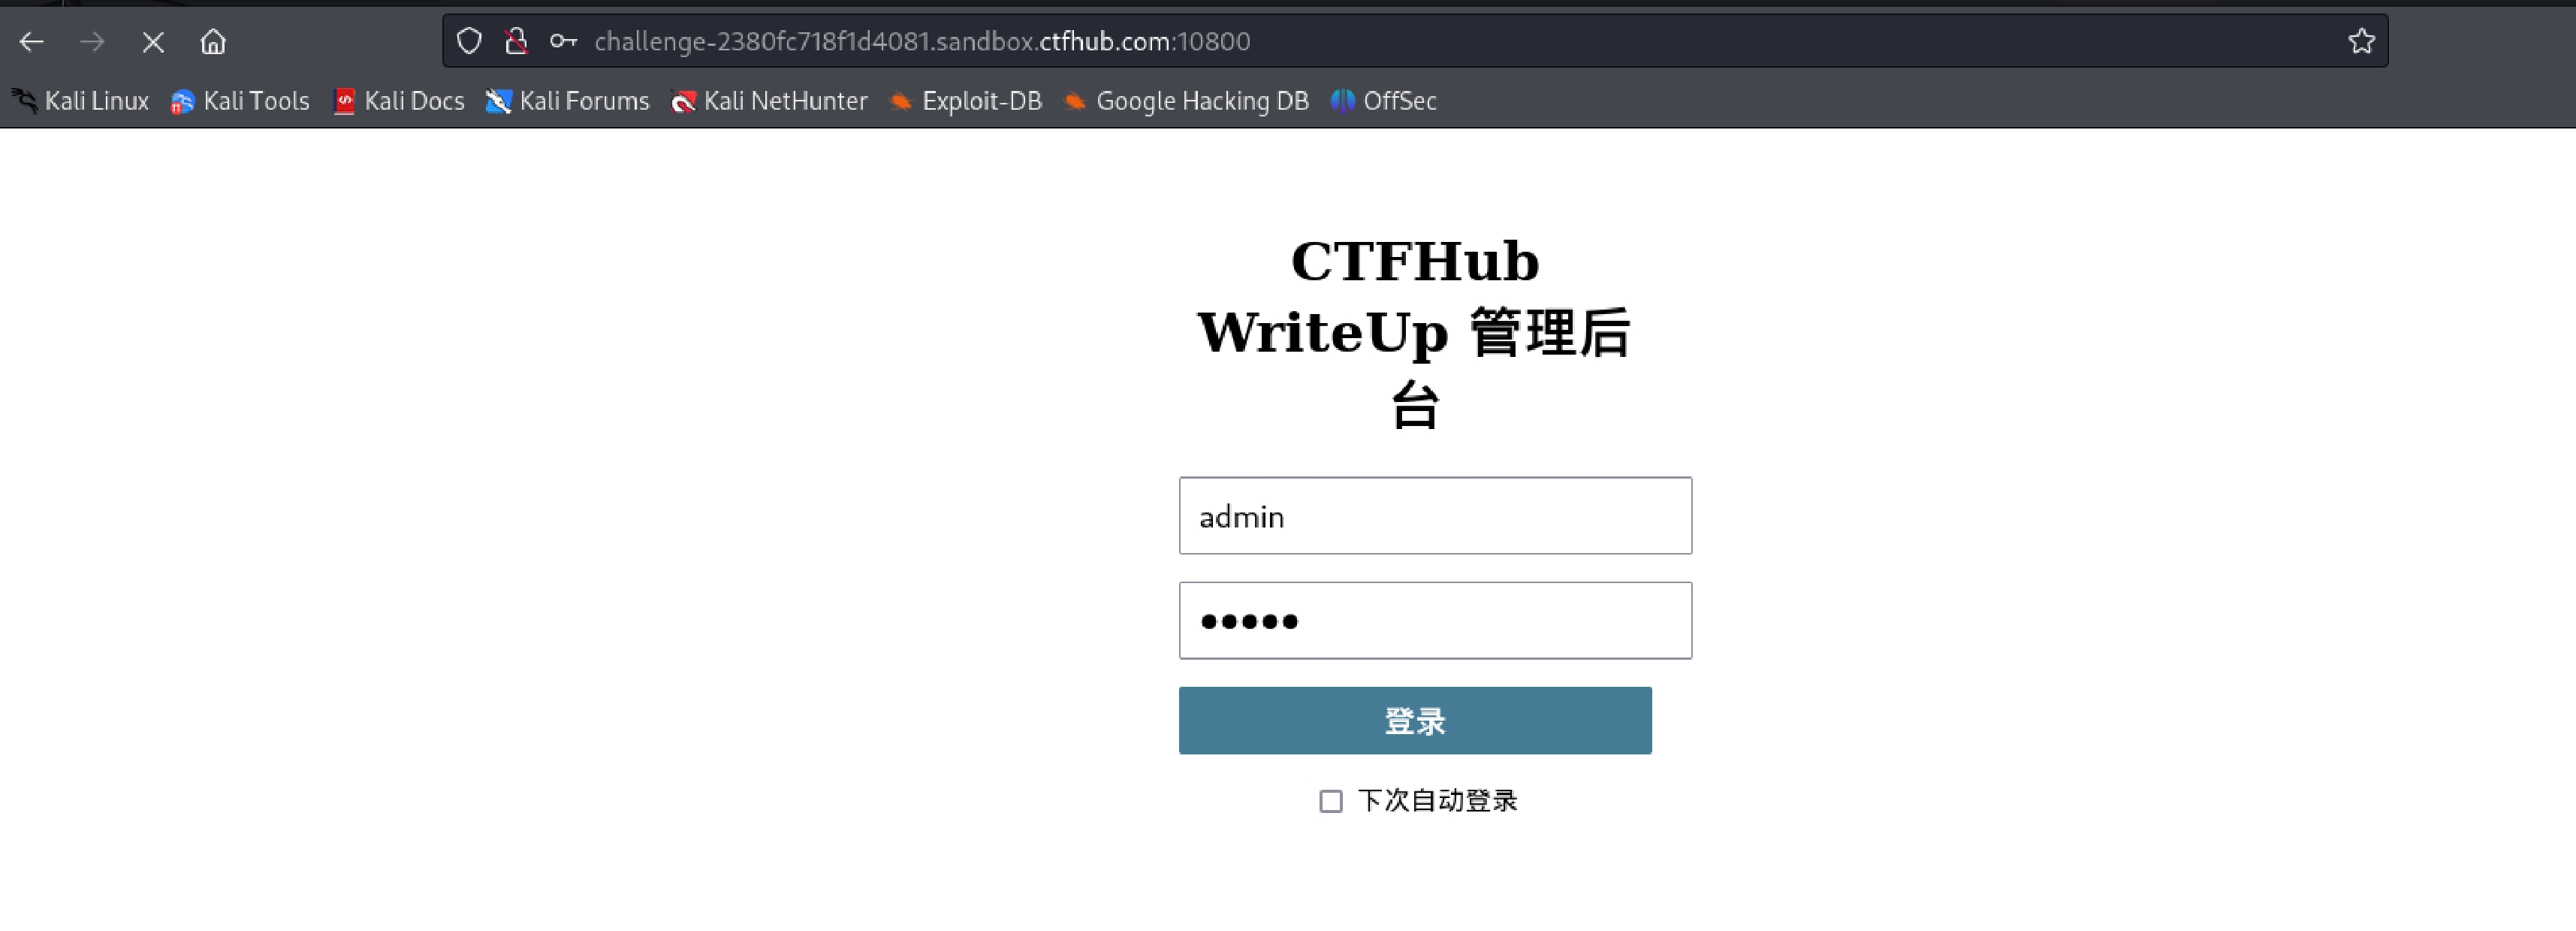 challenge-2380fc718f1d4081.sandbox.ctfhub.com:10800
Kali Linux Kali Tools Kali Docs Kali Forums Kali NetHunter Exploit-DB Google Hacking DB OffSec
CTFHub
WriteUp 管理后
台
admin
•••••
登录
下次自动登录